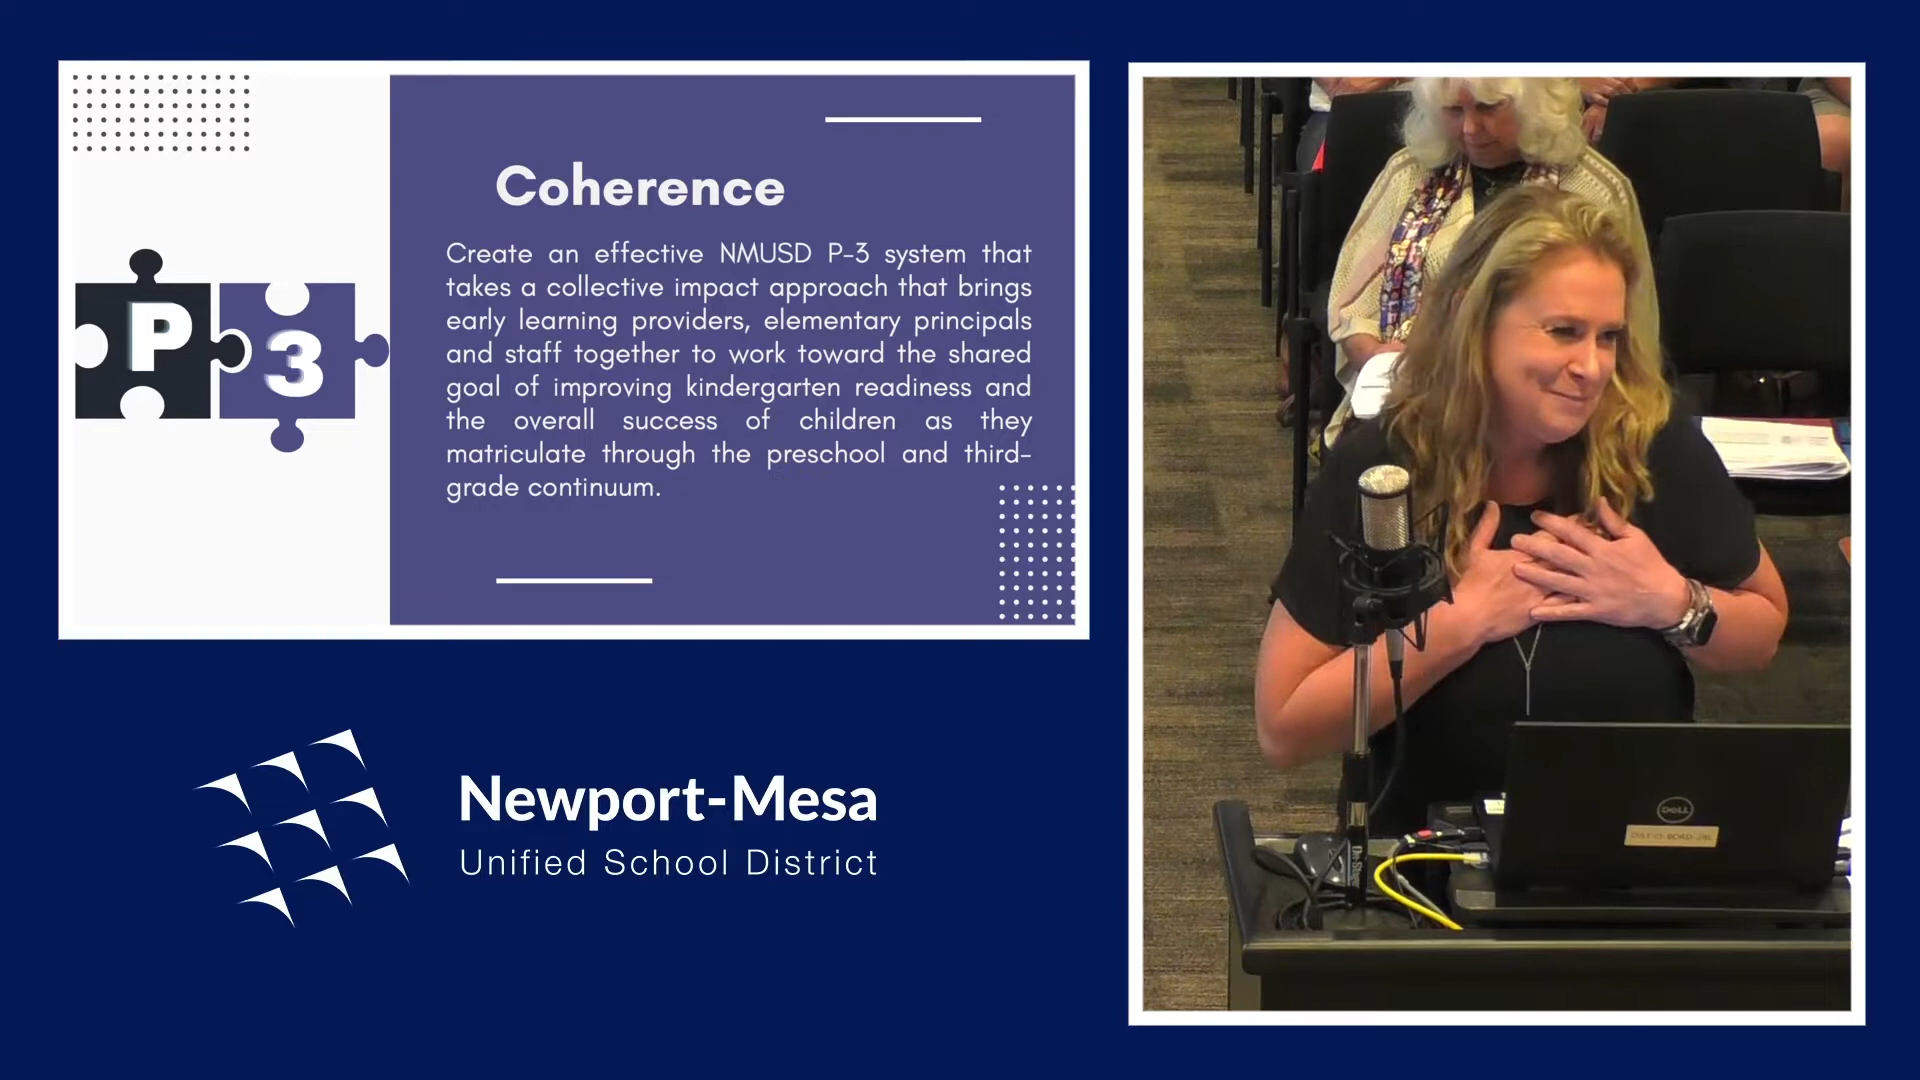 Coherence
Create an effective NMUSD P-3 system that
takes a collective impact approach that brings
early learning providers, elementary principals
and staff together to work toward the shared
goal of improving kindergarten readiness and
the overall success of children as they
matriculate through the preschool and third-
grade continuum.
P
3
Newport-Mesa
Unified School District
DELL
On-Stage